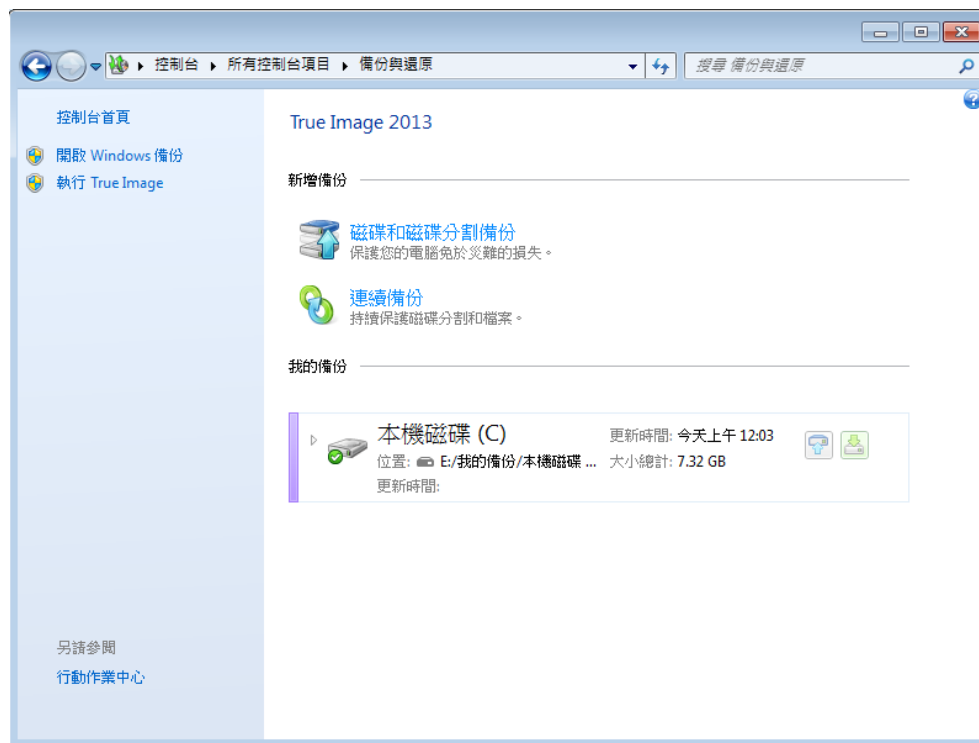 控制台 ▸ 所有控制台項目 ▸ 備份與還原
搜尋 備份與還原
控制台首頁
開啟 Windows 備份
執行 True Image
True Image 2013
新增備份
磁碟和磁碟分割備份
保護您的電腦免於災難的損失。
連續備份
持續保護磁碟分割和檔案。
我的備份
本機磁碟 (C)
更新時間: 今天上午 12:03
位置: E:/我的備份/本機磁碟 ...
大小總計: 7.32 GB
更新時間:
另請參閱
行動作業中心